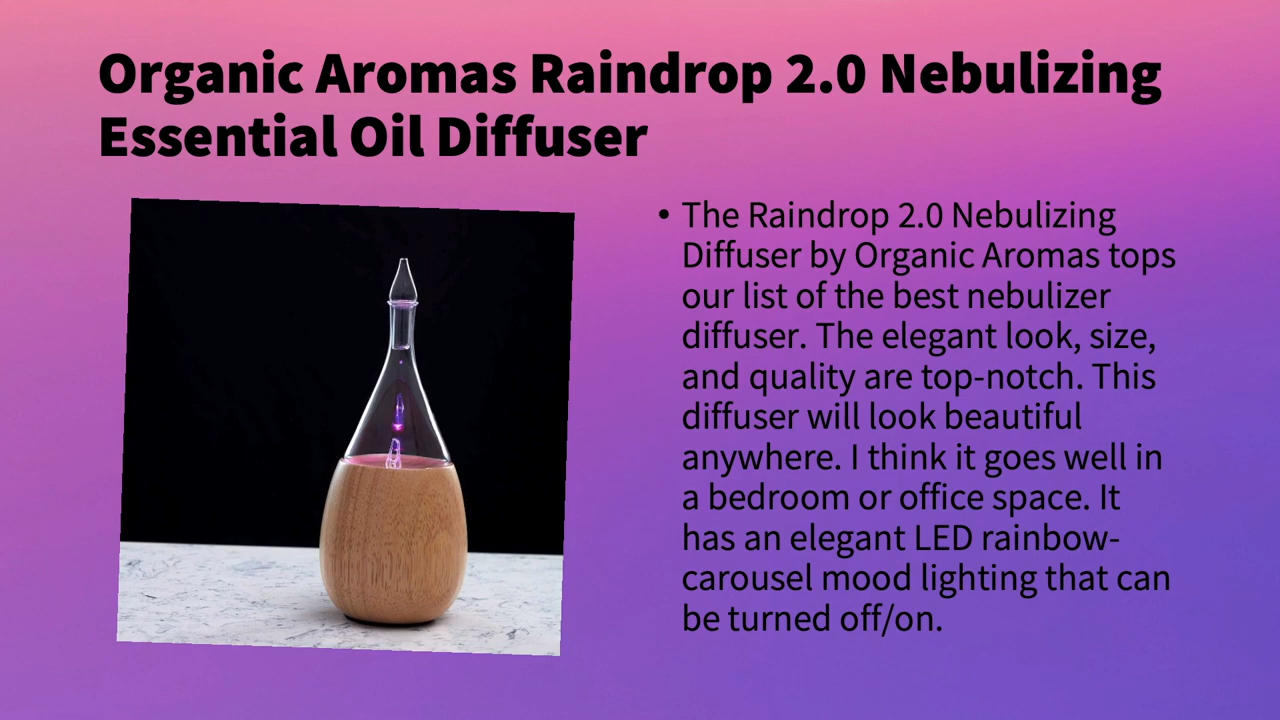 Organic Aromas Raindrop 2.0 Nebulizing
Essential Oil Diffuser
• The Raindrop 2.0 Nebulizing
Diffuser by Organic Aromas tops
our list of the best nebulizer
diffuser. The elegant look, size,
and quality are top-notch. This
diffuser will look beautiful
anywhere. I think it goes well in
a bedroom or office space. It
has an elegant LED rainbow-
carousel mood lighting that can
be turned off/on.